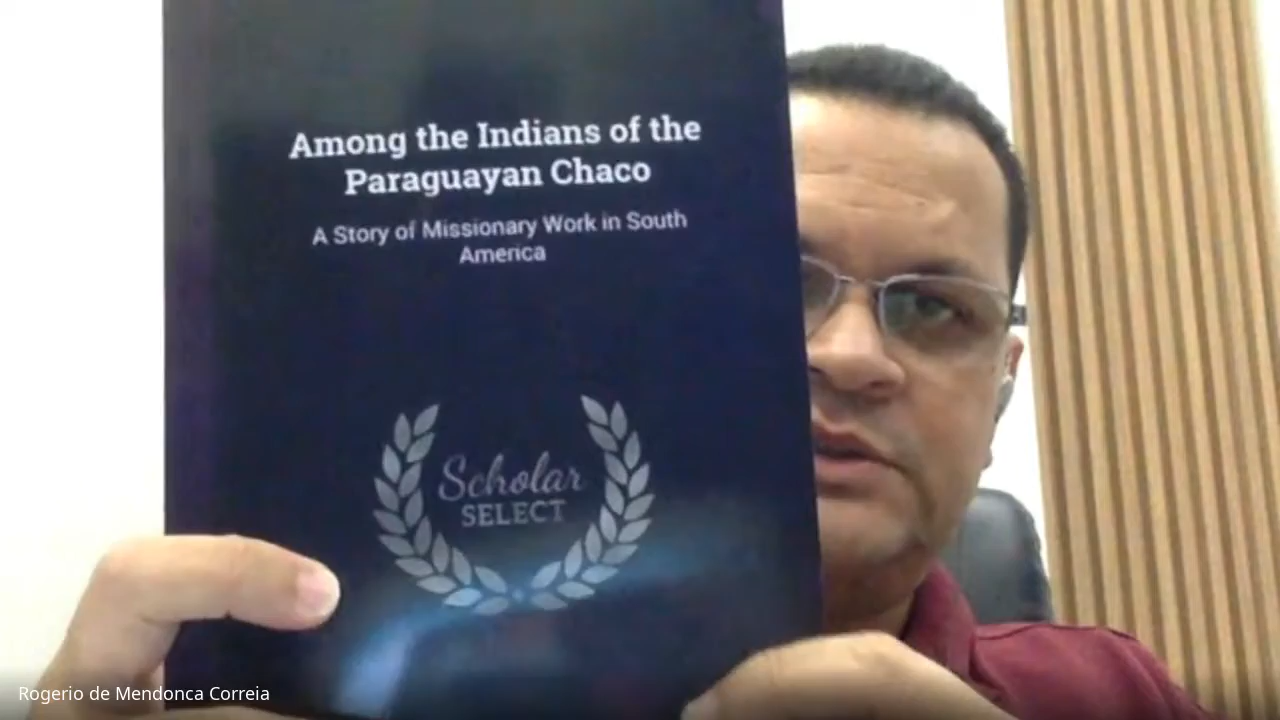 Among the Indians of the
Paraguayan Chaco
A Story of Missionary Work in South
America
Scholar
SELECT
Rogerio de Mendonca Correia